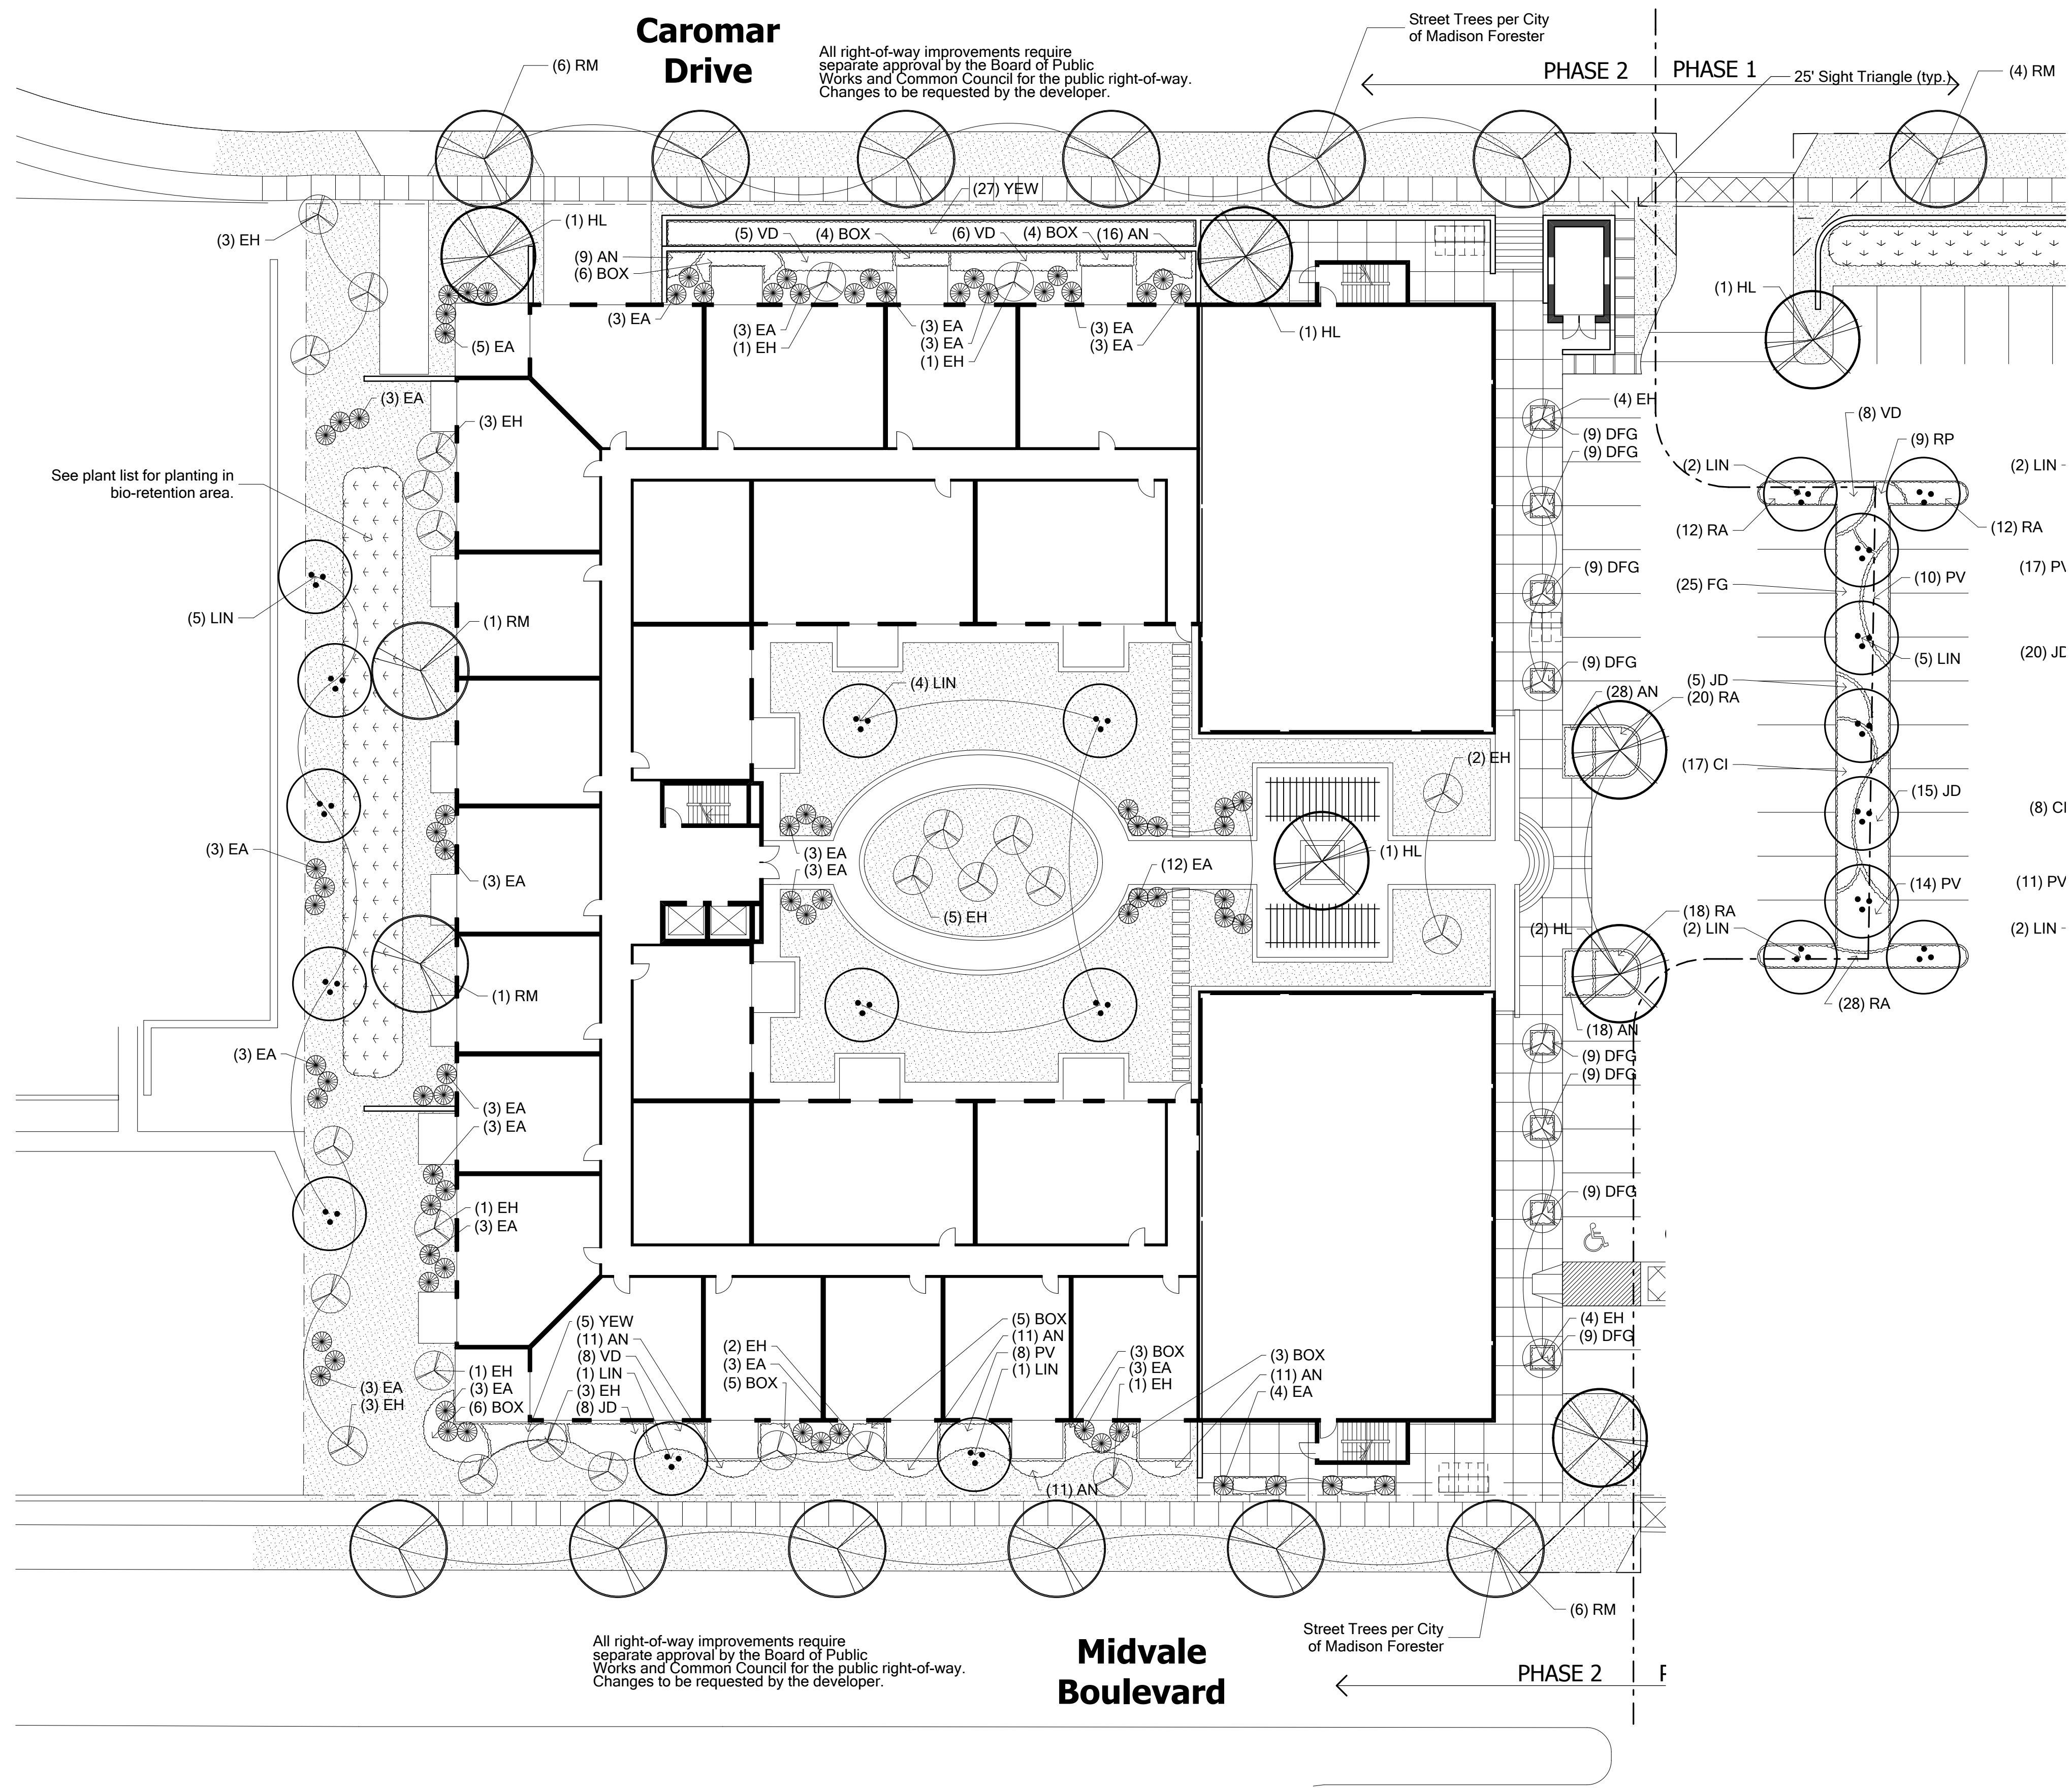 Caromar
Drive
All right-of-way improvements require
separate approval by the Board of Public
Works and Common Council for the public right-of-way.
Changes to be requested by the developer.
Street Trees per City
of Madison Forester
PHASE 2
PHASE 1
25' Sight Triangle (typ.)
(4) RM
(6) RM
(3) EH
(1) HL
(27) YEW
(5) VD
(4) BOX
(6) VD
(4) BOX
(16) AN
(9) AN
(6) BOX
(3) EA
(5) EA
(3) EA
(1) EH
(3) EA
(3) EA
(1) EH
(3) EA
(3) EA
(1) HL
(1) HL
(3) EA
(3) EH
(4) EH
(9) DFG
(9) DFG
(8) VD
(9) RP
(2) LIN
(2) LIN
(12) RA
(12) RA
See plant list for planting in
bio-retention area.
(9) DFG
(25) FG
(10) PV
(17) PV
(5) LIN
(1) RM
(9) DFG
(5) LIN
(20) JD
(4) LIN
(28) AN
(20) RA
(5) JD
(2) EH
(17) CI
(15) JD
(8) CI
(3) EA
(3) EA
(3) EA
(3) EA
(12) EA
(1) HL
(14) PV
(11) PV
(5) EH
(18) RA
(2) LIN
(2) HL
(2) LIN
(1) RM
(28) RA
(18) AN
(9) DFG
(9) DFG
(3) EA
(3) EA
(3) EA
(9) DFG
(1) EH
(3) EA
(5) YEW
(11) AN
(8) VD
(1) LIN
(3) EH
(8) JD
(2) EH
(3) EA
(5) BOX
(5) BOX
(11) AN
(8) PV
(1) LIN
(3) BOX
(3) EA
(1) EH
(3) BOX
(11) AN
(4) EA
(4) EH
(9) DFG
(1) EH
(3) EA
(6) BOX
(3) EA
(3) EH
(11) AN
(6) RM
Street Trees per City
of Madison Forester
All right-of-way improvements require
separate approval by the Board of Public
Works and Common Council for the public right-of-way.
Changes to be requested by the developer.
Midvale
Boulevard
PHASE 2